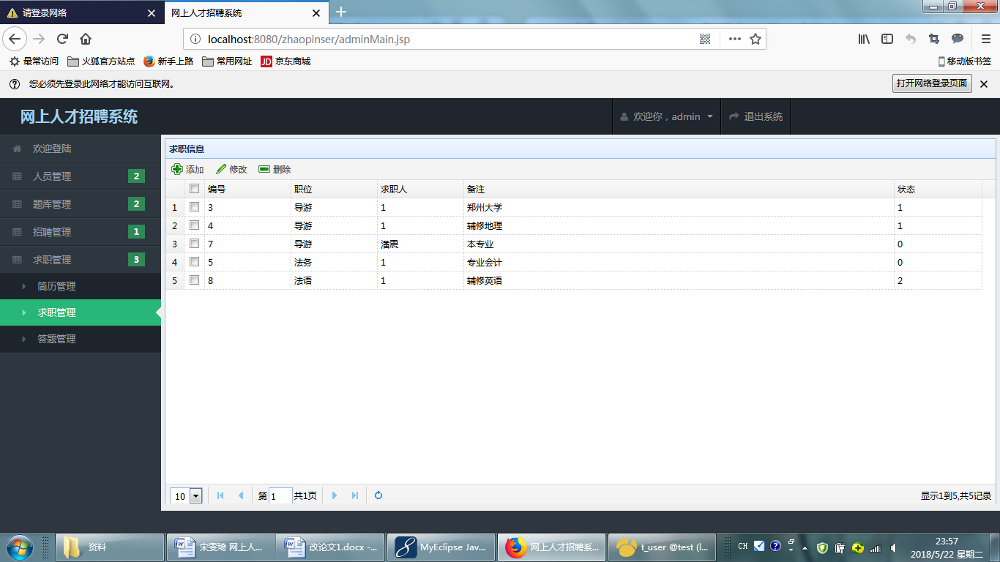 请登录网络
网上人才招聘系统
localhost:8080/zhaopinser/adminMain.jsp
最常访问 火狐官方站点 新手上路 常用网址 JD 京东商城 移动版书签
您必须先登录此网络才能访问互联网。 打开网络登录页面
网上人才招聘系统 欢迎你，admin 退出系统
欢迎登陆
人员管理 2
题库管理 2
招聘管理 1
求职管理 3
简历管理
求职管理
答题管理
求职信息
添加 修改 删除
编号 职位 求职人 备注 状态
1 3 导游 1 郑州大学 1
2 4 导游 1 辅修地理 1
3 7 导游 潘震 本专业 0
4 5 法务 1 专业会计 0
5 8 法语 1 辅修英语 2
10 第 1 共1页 显示1到5,共5记录
资料 宋雯琦 网上人... 改论文1.docx -... MyEclipse Jav... 网上人才招聘系... t_user @test (l... CH 23:57
2018/5/22 星期二